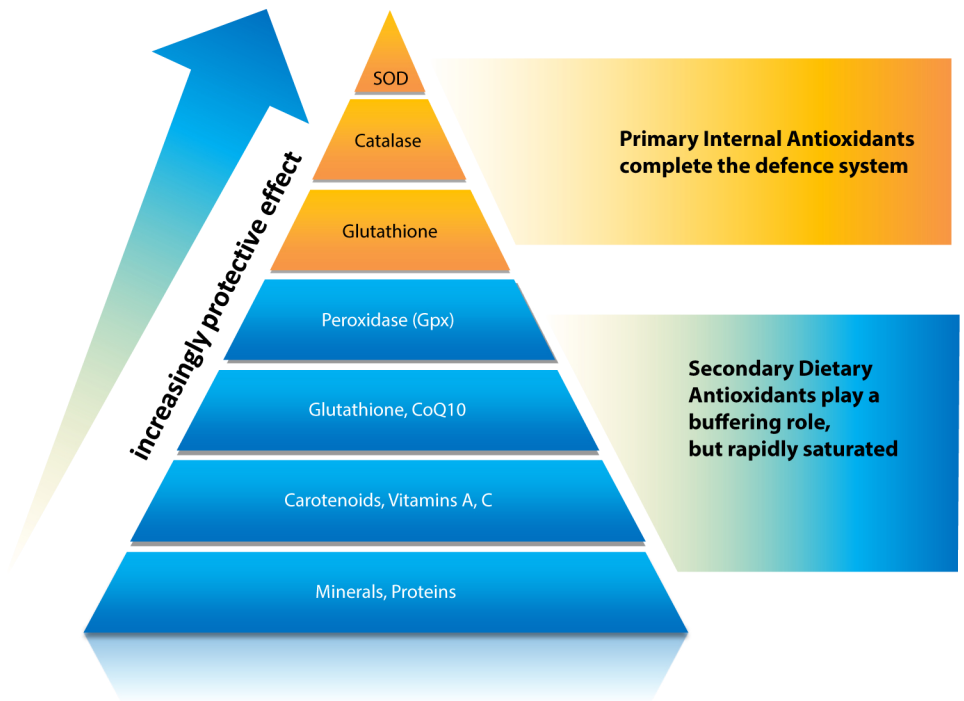 SOD
Catalase
Glutathione
Peroxidase (Gpx)
Glutathione, CoQ10
Carotenoids, Vitamins A, C
Minerals, Proteins
increasingly protective effect
Primary Internal Antioxidants
complete the defence system
Secondary Dietary
Antioxidants play a
buffering role,
but rapidly saturated